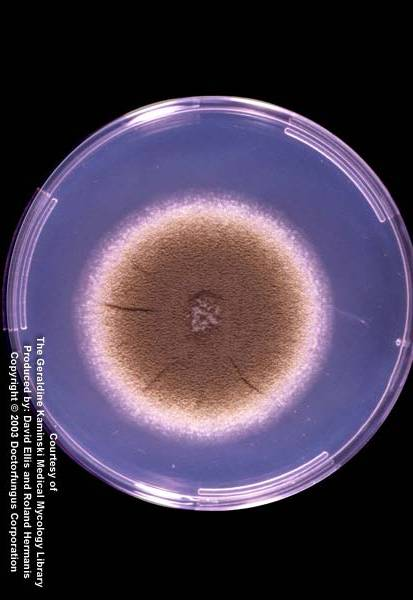 Courtesy of
The Geraldine Kaminski Medical Mycology Library
Produced by: David Ellis and Roland Hermanis
Copyright © 2003 Doctorfungus Corporation